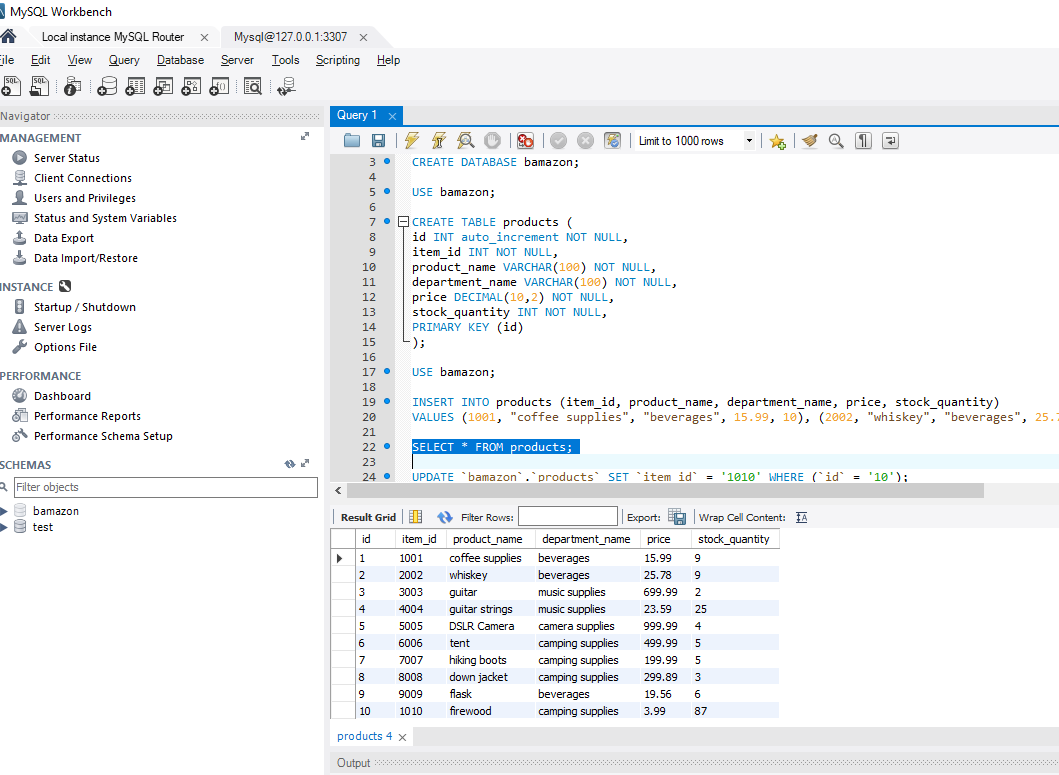 MySQL Workbench
Local instance MySQL Router
Mysql@127.0.0.1:3307
ile Edit View Query Database Server Tools Scripting Help
Navigator
MANAGEMENT
Server Status
Client Connections
Users and Privileges
Status and System Variables
Data Export
Data Import/Restore
INSTANCE
Startup / Shutdown
Server Logs
Options File
PERFORMANCE
Dashboard
Performance Reports
Performance Schema Setup
SCHEMAS
Filter objects
bamazon
test
Query 1
Limit to 1000 rows
3 CREATE DATABASE bamazon;
4
5 USE bamazon;
6
7 CREATE TABLE products (
8 id INT auto_increment NOT NULL,
9 item_id INT NOT NULL,
10 product_name VARCHAR(100) NOT NULL,
11 department_name VARCHAR(100) NOT NULL,
12 price DECIMAL(10,2) NOT NULL,
13 stock_quantity INT NOT NULL,
14 PRIMARY KEY (id)
15 );
16
17 USE bamazon;
18
19 INSERT INTO products (item_id, product_name, department_name, price, stock_quantity)
20 VALUES (1001, "coffee supplies", "beverages", 15.99, 10), (2002, "whiskey", "beverages", 25.7
21
22 SELECT * FROM products;
23
24 UPDATE `bamazon`.`products` SET `item_id` = '1010' WHERE (`id` = '10');
Result Grid Filter Rows: Export: Wrap Cell Content:
id item_id product_name department_name price stock_quantity
1 1001 coffee supplies beverages 15.99 9
2 2002 whiskey beverages 25.78 9
3 3003 guitar music supplies 699.99 2
4 4004 guitar strings music supplies 23.59 25
5 5005 DSLR Camera camera supplies 999.99 4
6 6006 tent camping supplies 499.99 5
7 7007 hiking boots camping supplies 199.99 5
8 8008 down jacket camping supplies 299.89 3
9 9009 flask beverages 19.56 6
10 1010 firewood camping supplies 3.99 87
products 4
Output